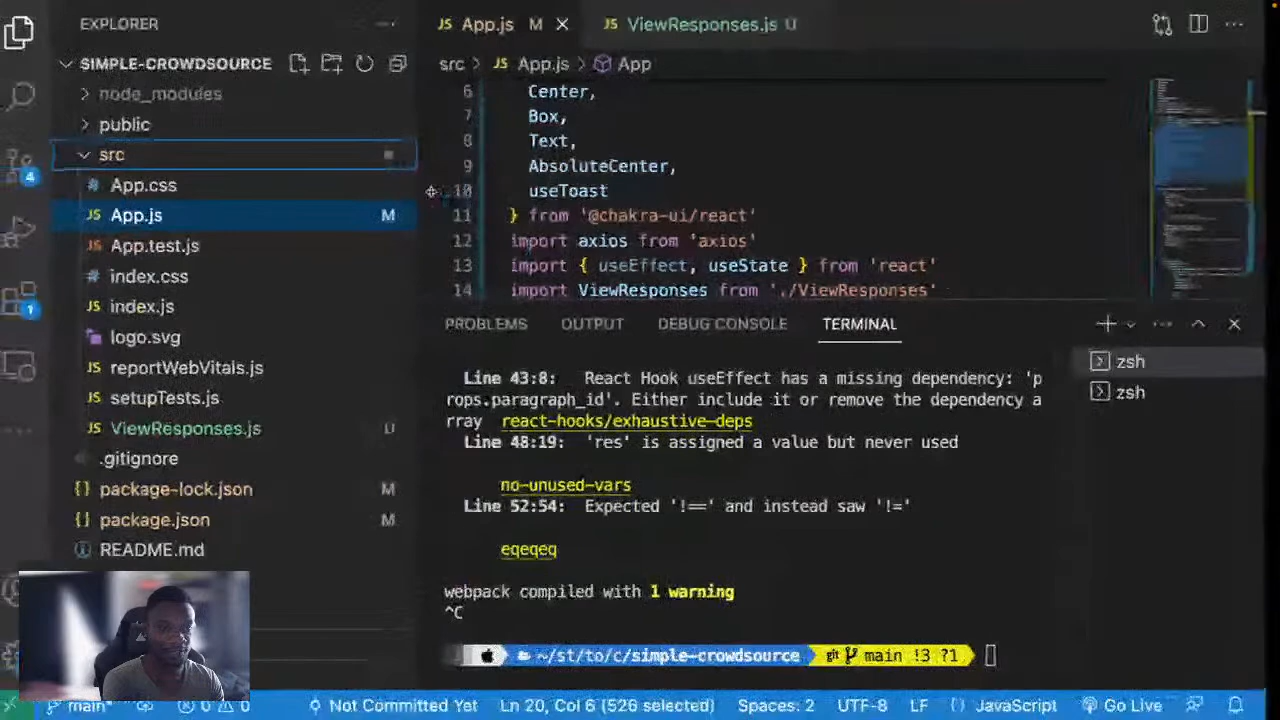 EXPLORER
SIMPLE-CROWDSOURCE
node_modules
public
src
App.css
App.js M
App.test.js
index.css
index.js
logo.svg
reportWebVitals.js
setupTests.js
ViewResponses.js U
.gitignore
package-lock.json M
package.json M
README.md
4
1
App.js M
ViewResponses.js U
src > App.js > App
6 Center,
7 Box,
8 Text,
9 AbsoluteCenter,
10 useToast
11 } from '@chakra-ui/react'
12 import axios from 'axios'
13 import { useEffect, useState } from 'react'
14 import ViewResponses from './ViewResponses'
PROBLEMS OUTPUT DEBUG CONSOLE TERMINAL
zsh
zsh
Line 43:8: React Hook useEffect has a missing dependency: 'p
rops.paragraph_id'. Either include it or remove the dependency a
rray react-hooks/exhaustive-deps
Line 48:19: 'res' is assigned a value but never used
no-unused-vars
Line 52:54: Expected '!==' and instead saw '!='
eqeqeq
webpack compiled with 1 warning
^C
~/st/to/c/simple-crowdsource git main !3 ?1
main* 0 0 Not Committed Yet Ln 20, Col 6 (526 selected) Spaces: 2 UTF-8 LF {} JavaScript Go Live